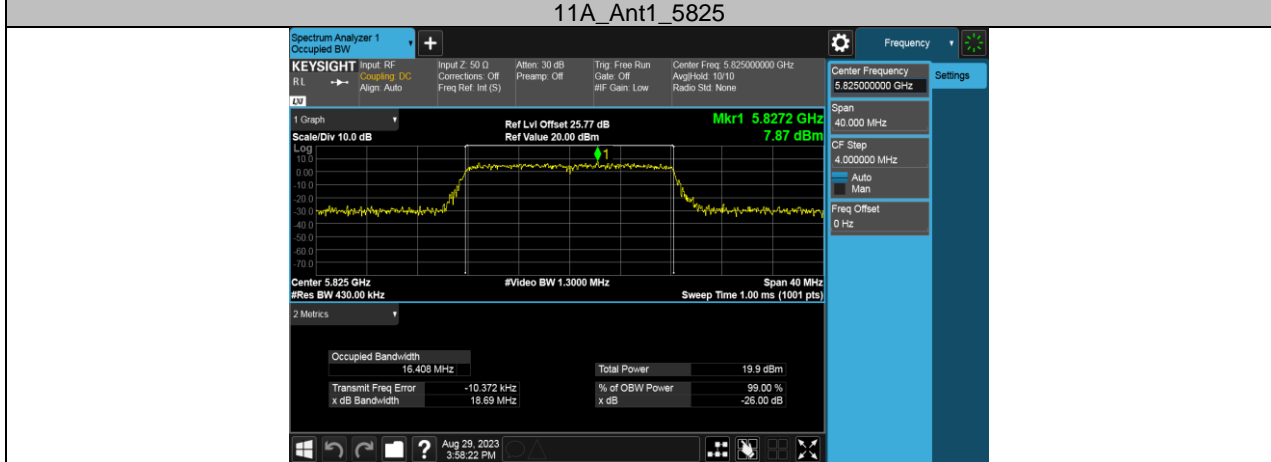 11A_Ant1_5825
Spectrum Analyzer 1
Occupied BW
+
Frequency
KEYSIGHT
RL
LXI
Input: RF
Coupling: DC
Align: Auto
Input Z: 50 Ω
Corrections: Off
Freq Ref: Int (S)
Atten: 30 dB
Preamp: Off
Trig: Free Run
Gate: Off
#IF Gain: Low
Center Freq: 5.825000000 GHz
Avg|Hold: 10/10
Radio Std: None
Center Frequency
5.825000000 GHz
Settings
Span
40.000 MHz
CF Step
4.000000 MHz
Auto
Man
Freq Offset
0 Hz
1 Graph
Scale/Div 10.0 dB
Ref Lvl Offset 25.77 dB
Ref Value 20.00 dBm
Mkr1 5.8272 GHz
7.87 dBm
Log
10.0
0.00
-10.0
-20.0
-30.0
-40.0
-50.0
-60.0
-70.0
1
Center 5.825 GHz
#Video BW 1.3000 MHz
Span 40 MHz
#Res BW 430.00 kHz
Sweep Time 1.00 ms (1001 pts)
2 Metrics
Occupied Bandwidth
16.408 MHz
Total Power 19.9 dBm
Transmit Freq Error -10.372 kHz
% of OBW Power 99.00 %
x dB Bandwidth 18.69 MHz
x dB -26.00 dB
?
Aug 29, 2023
3:58:22 PM